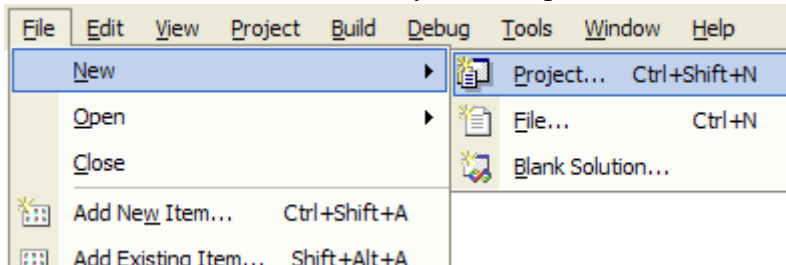 File Edit View Project Build Debug Tools Window Help
New
Project... Ctrl+Shift+N
Open
File... Ctrl+N
Close
Blank Solution...
Add New Item... Ctrl+Shift+A
Add Existing Item... Shift+Alt+A